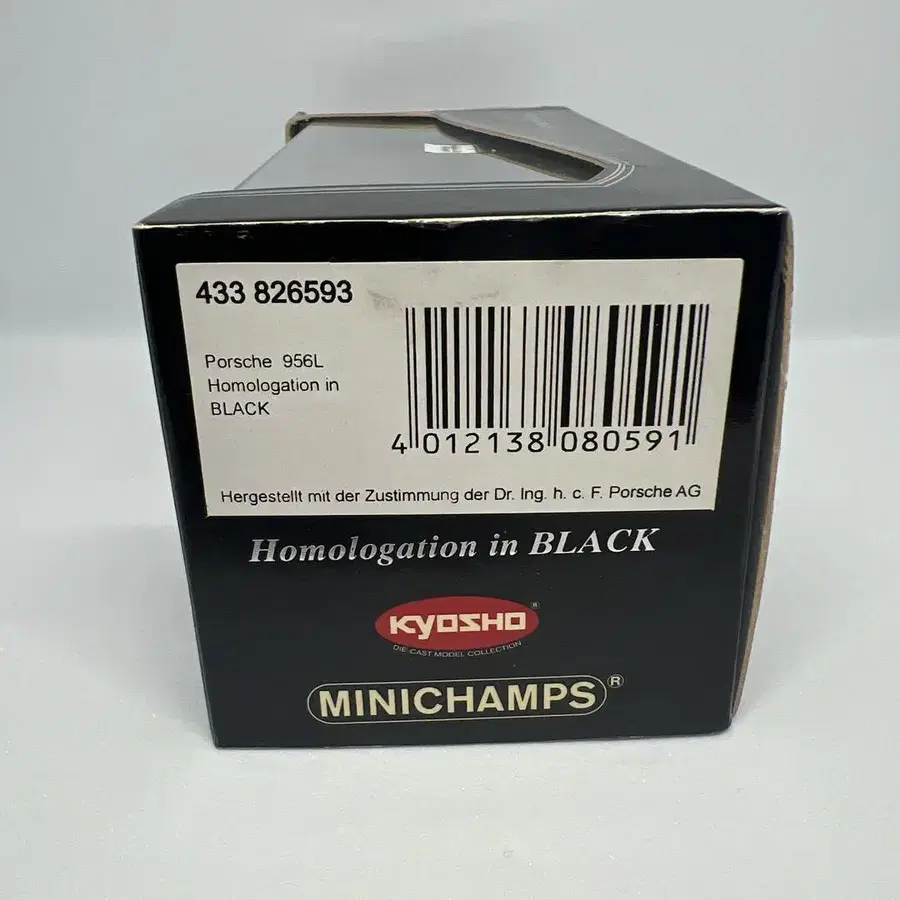 433 826593
Porsche 956L
Homologation in
BLACK
4 012138 080591
Hergestellt mit der Zustimmung der Dr. Ing. h. c. F. Porsche AG
Homologation in BLACK
KYOSHO ®
DIE-CAST MODEL COLLECTION
MINICHAMPS ®